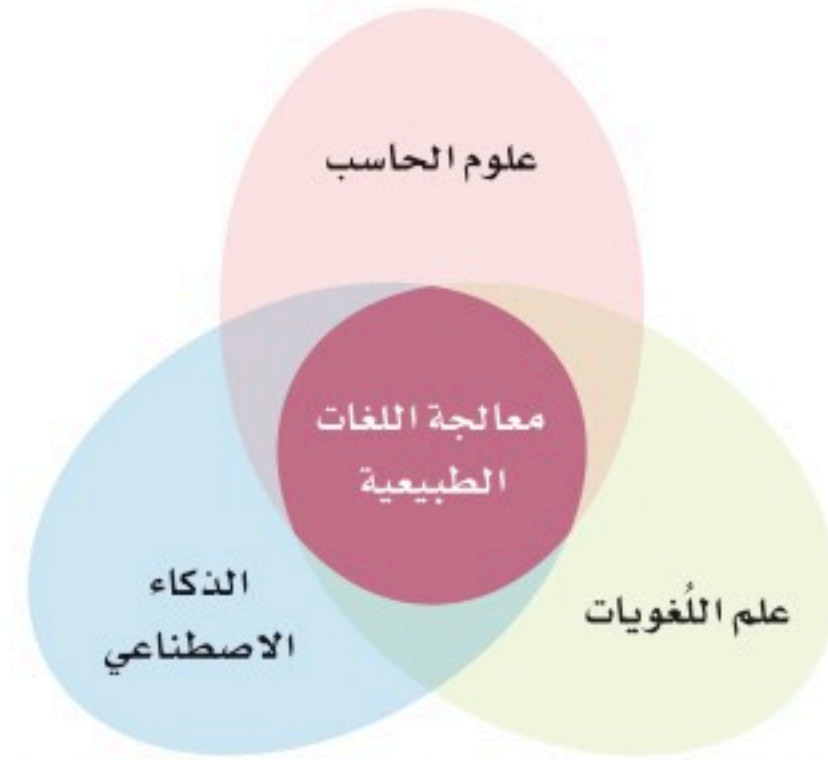 علوم الحاسب
معالجة اللغات
الطبيعية
الذكاء
الاصطناعي
علم اللُغويات